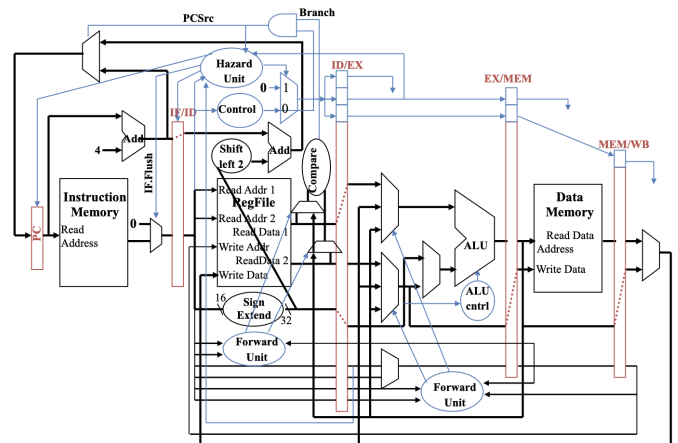 PCSrc
Branch
Hazard
Unit
0
1
0
ID/EX
EX/MEM
IF/ID
Control
Add
4
Shift
left 2
Add
Compare
MEM/WB
IF.Flush
Instruction
Memory
Read
Address
PC
0
Read Addr 1
RegFile
Read Addr 2
Read Data 1
Write Addr
ReadData 2
Write Data
ALU
Data
Memory
Read Data
Address
Write Data
16
Sign
Extend
32
ALU
cntrl
Forward
Unit
Forward
Unit